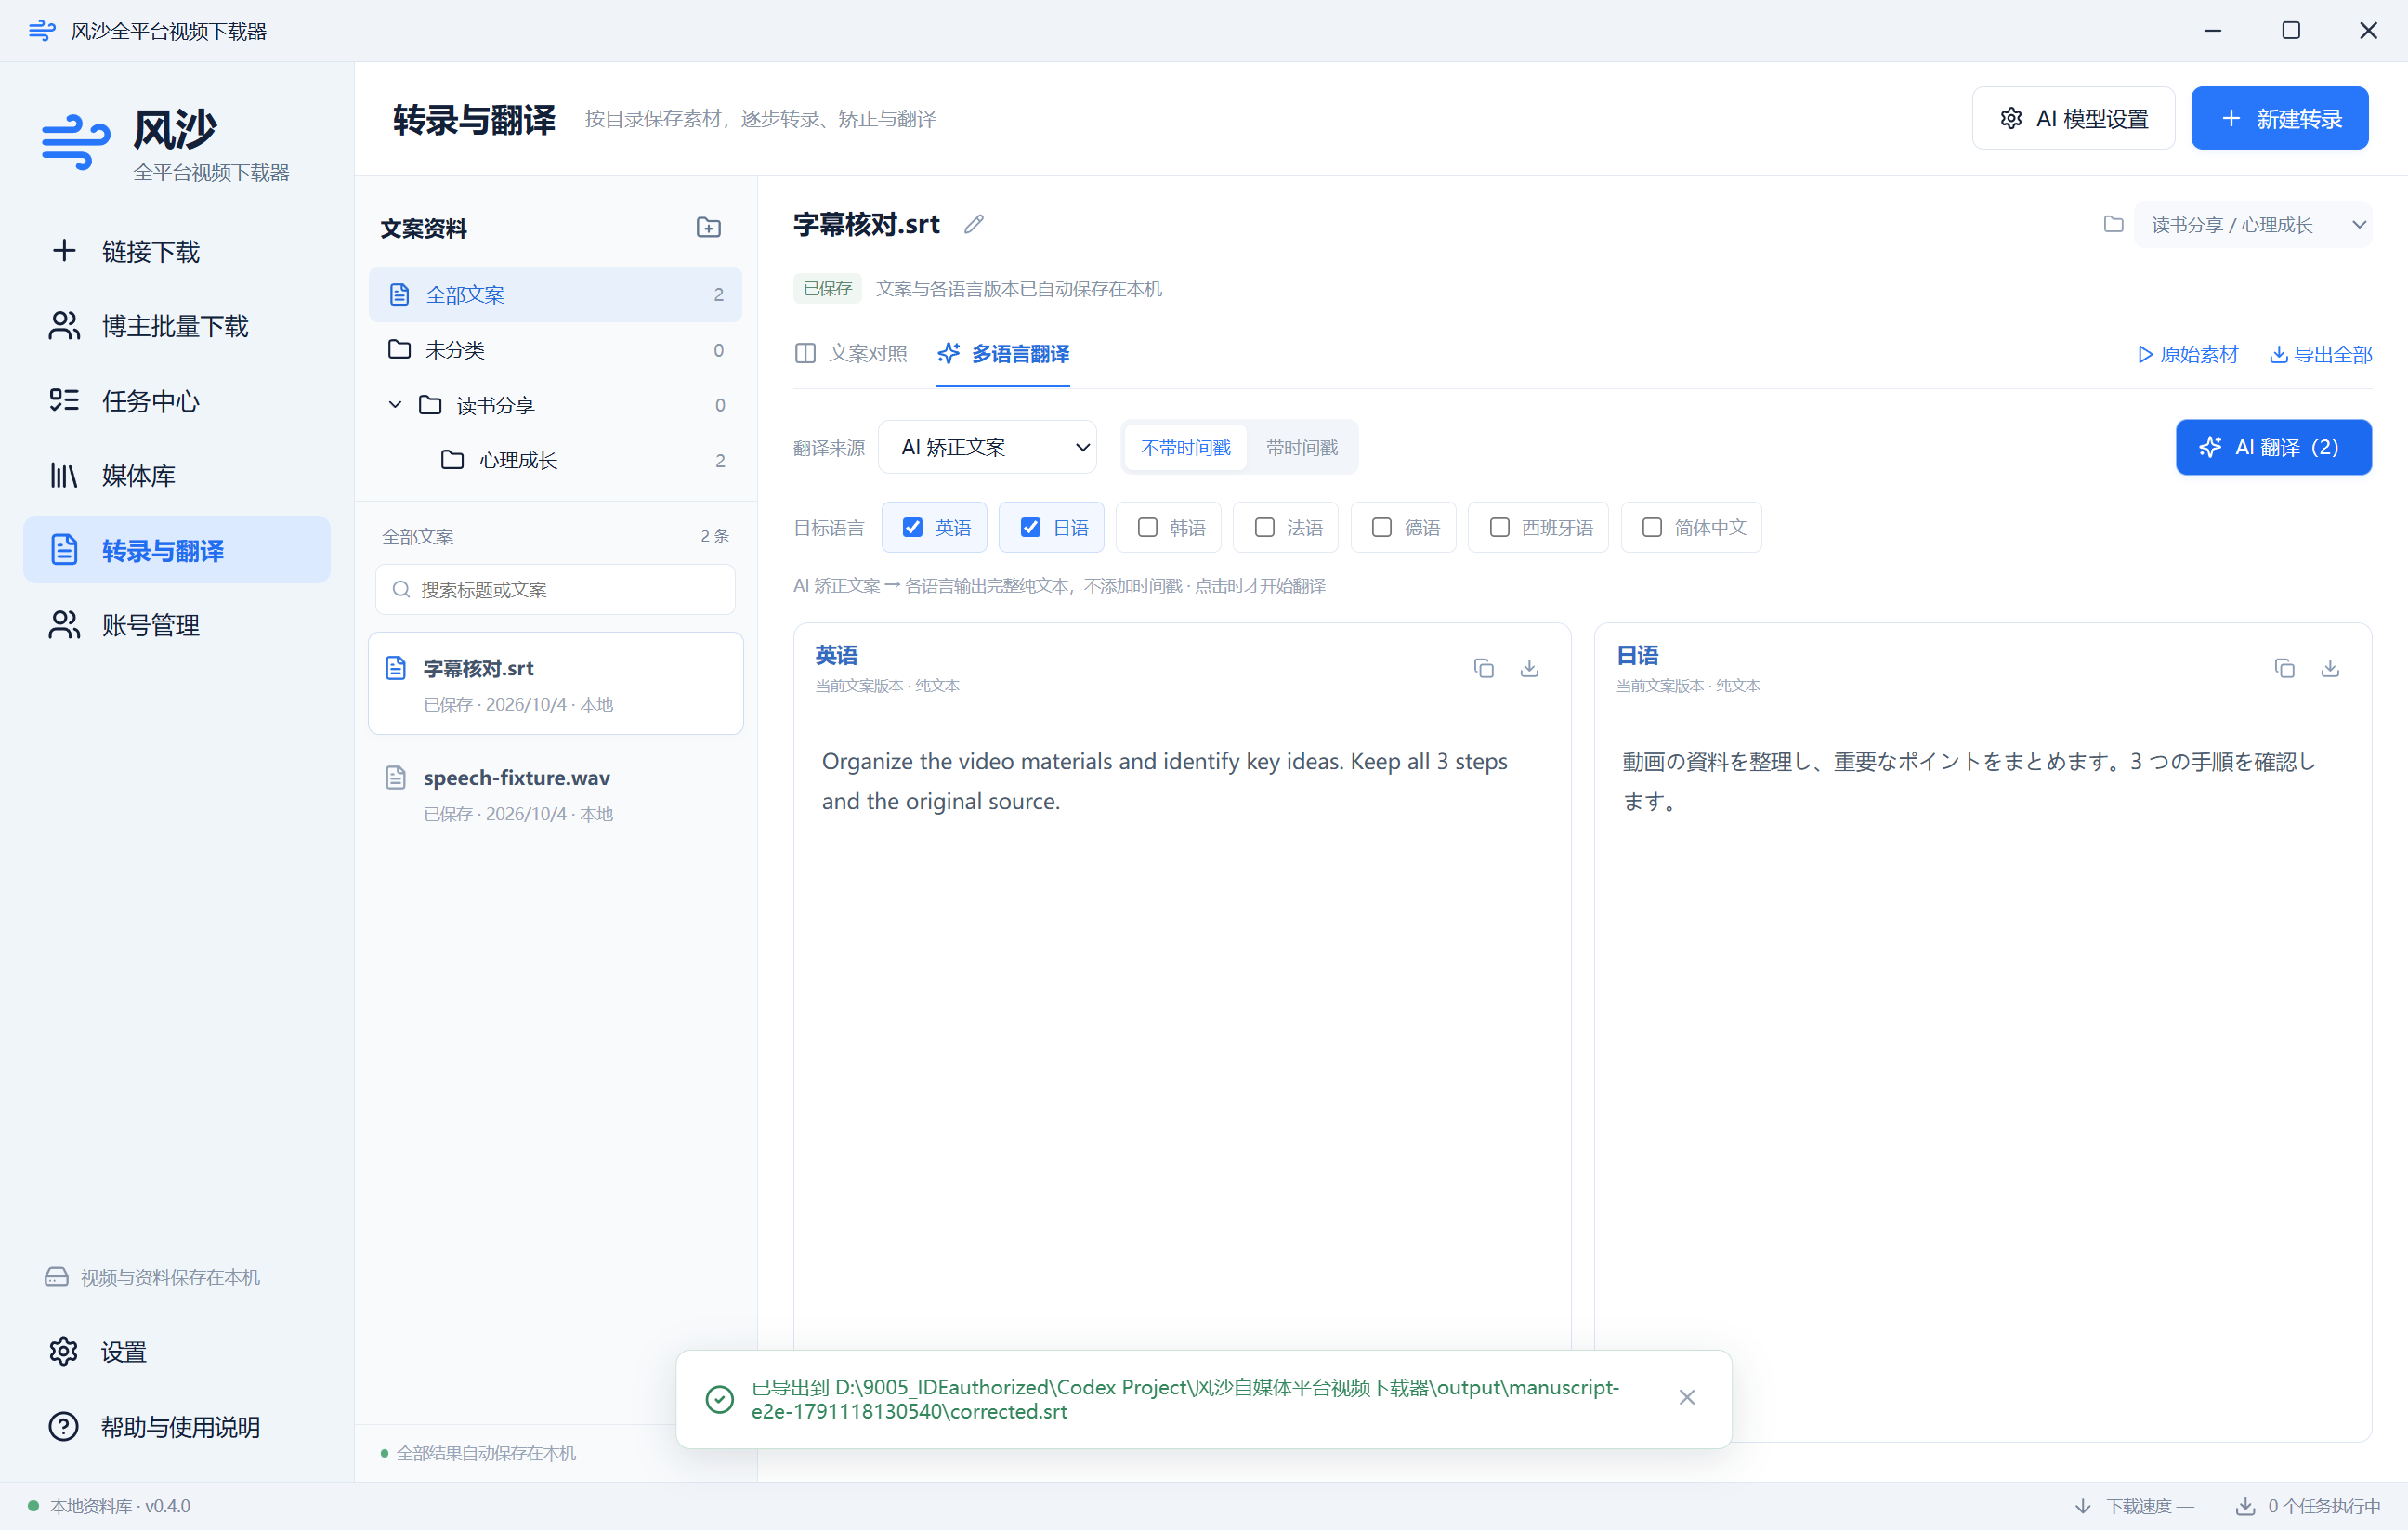 风沙全平台视频下载器
风沙
全平台视频下载器
链接下载
博主批量下载
任务中心
媒体库
转录与翻译
账号管理
视频与资料保存在本机
设置
帮助与使用说明
转录与翻译
按目录保存素材，逐步转录、矫正与翻译
AI 模型设置
新建转录
文案资料
全部文案 2
未分类 0
读书分享 0
心理成长 2
全部文案 2 条
搜索标题或文案
字幕核对.srt
已保存 · 2026/10/4 · 本地
speech-fixture.wav
已保存 · 2026/10/4 · 本地
全部结果自动保存在本机
字幕核对.srt
读书分享 / 心理成长
已保存 文案与各语言版本已自动保存在本机
文案对照 多语言翻译
原始素材 导出全部
翻译来源 AI 矫正文案 不带时间戳 带时间戳
AI 翻译（2）
目标语言 英语 日语 韩语 法语 德语 西班牙语 简体中文
AI 矫正文案 → 各语言输出完整纯文本，不添加时间戳 · 点击时才开始翻译
英语
当前文案版本 · 纯文本
Organize the video materials and identify key ideas. Keep all 3 steps
and the original source.
日语
当前文案版本 · 纯文本
動画の資料を整理し、重要なポイントをまとめます。3 つの手順を確認し
ます。
已导出到 D:\9005_IDEauthorized\Codex Project\风沙自媒体平台视频下载器\output\manuscript-
e2e-1791118130540\corrected.srt
本地资料库 · v0.4.0
下载速度 —
0 个任务执行中